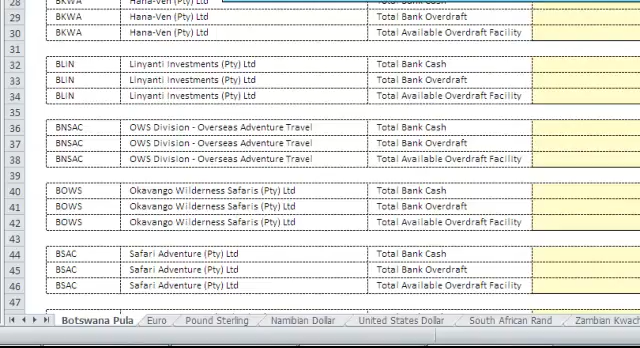 28 BKWA Hana-Ven (Pty) Ltd Total Bank Cash
29 BKWA Hana-Ven (Pty) Ltd Total Bank Overdraft
30 BKWA Hana-Ven (Pty) Ltd Total Available Overdraft Facility
31
32 BLIN Linyanti Investments (Pty) Ltd Total Bank Cash
33 BLIN Linyanti Investments (Pty) Ltd Total Bank Overdraft
34 BLIN Linyanti Investments (Pty) Ltd Total Available Overdraft Facility
35
36 BNSAC OWS Division - Overseas Adventure Travel Total Bank Cash
37 BNSAC OWS Division - Overseas Adventure Travel Total Bank Overdraft
38 BNSAC OWS Division - Overseas Adventure Travel Total Available Overdraft Facility
39
40 BOWS Okavango Wilderness Safaris (Pty) Ltd Total Bank Cash
41 BOWS Okavango Wilderness Safaris (Pty) Ltd Total Bank Overdraft
42 BOWS Okavango Wilderness Safaris (Pty) Ltd Total Available Overdraft Facility
43
44 BSAC Safari Adventure (Pty) Ltd Total Bank Cash
45 BSAC Safari Adventure (Pty) Ltd Total Bank Overdraft
46 BSAC Safari Adventure (Pty) Ltd Total Available Overdraft Facility
47
Botswana Pula Euro Pound Sterling Namibian Dollar United States Dollar South African Rand Zambian Kwach